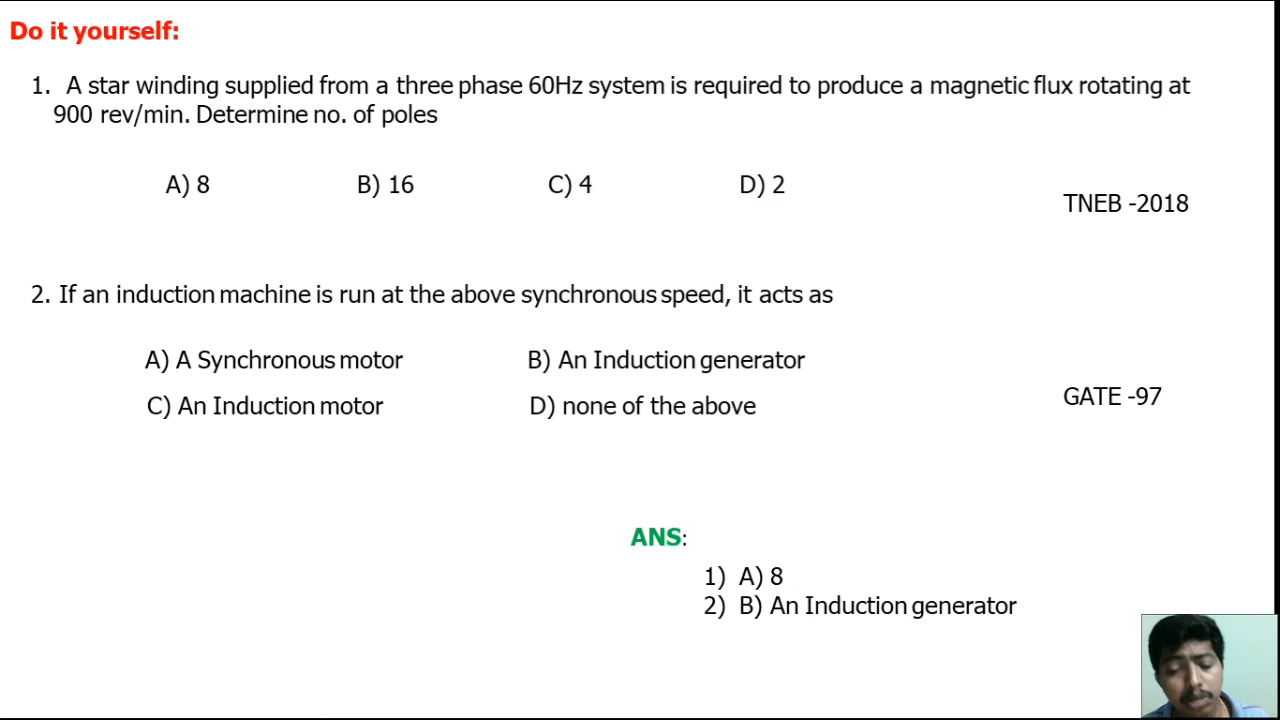 Do it yourself:
1. A star winding supplied from a three phase 60Hz system is required to produce a magnetic flux rotating at
900 rev/min. Determine no. of poles
A) 8 B) 16 C) 4 D) 2
TNEB -2018
2. If an induction machine is run at the above synchronous speed, it acts as
A) A Synchronous motor B) An Induction generator
GATE -97
C) An Induction motor D) none of the above
ANS:
1) A) 8
2) B) An Induction generator